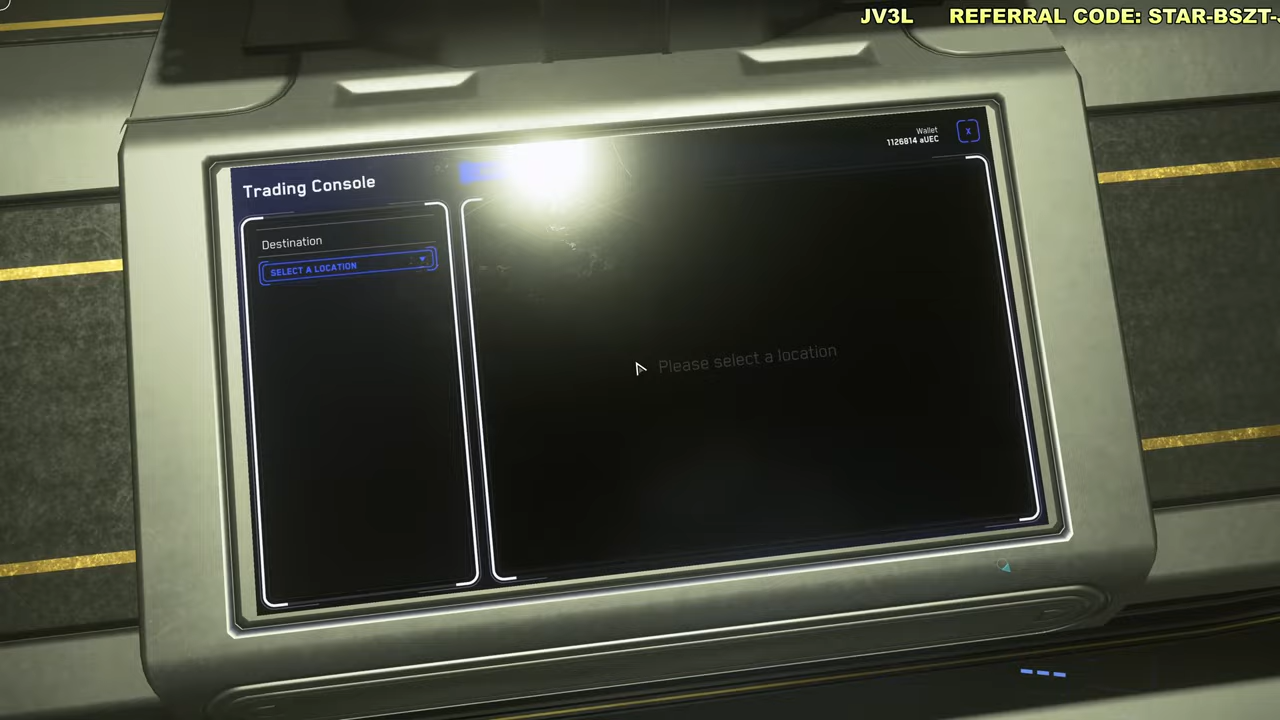 JV3L REFERRAL CODE: STAR-BSZT-
Wallet
1126814 aUEC
X
Trading Console
Destination
SELECT A LOCATION
Please select a location